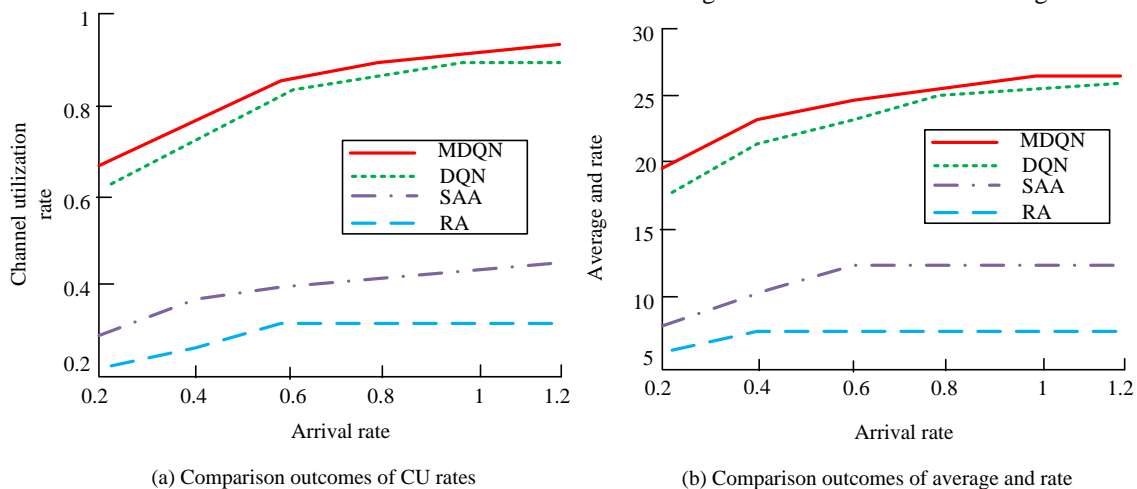 1
0.8
0.6
0.4
0.2
Channel utilization
rate
MDQN
DQN
SAA
RA
0.2 0.4 0.6 0.8 1 1.2
Arrival rate
(a) Comparison outcomes of CU rates
30
25
20
15
10
5
Average and rate
MDQN
DQN
SAA
RA
0.2 0.4 0.6 0.8 1 1.2
Arrival rate
(b) Comparison outcomes of average and rate